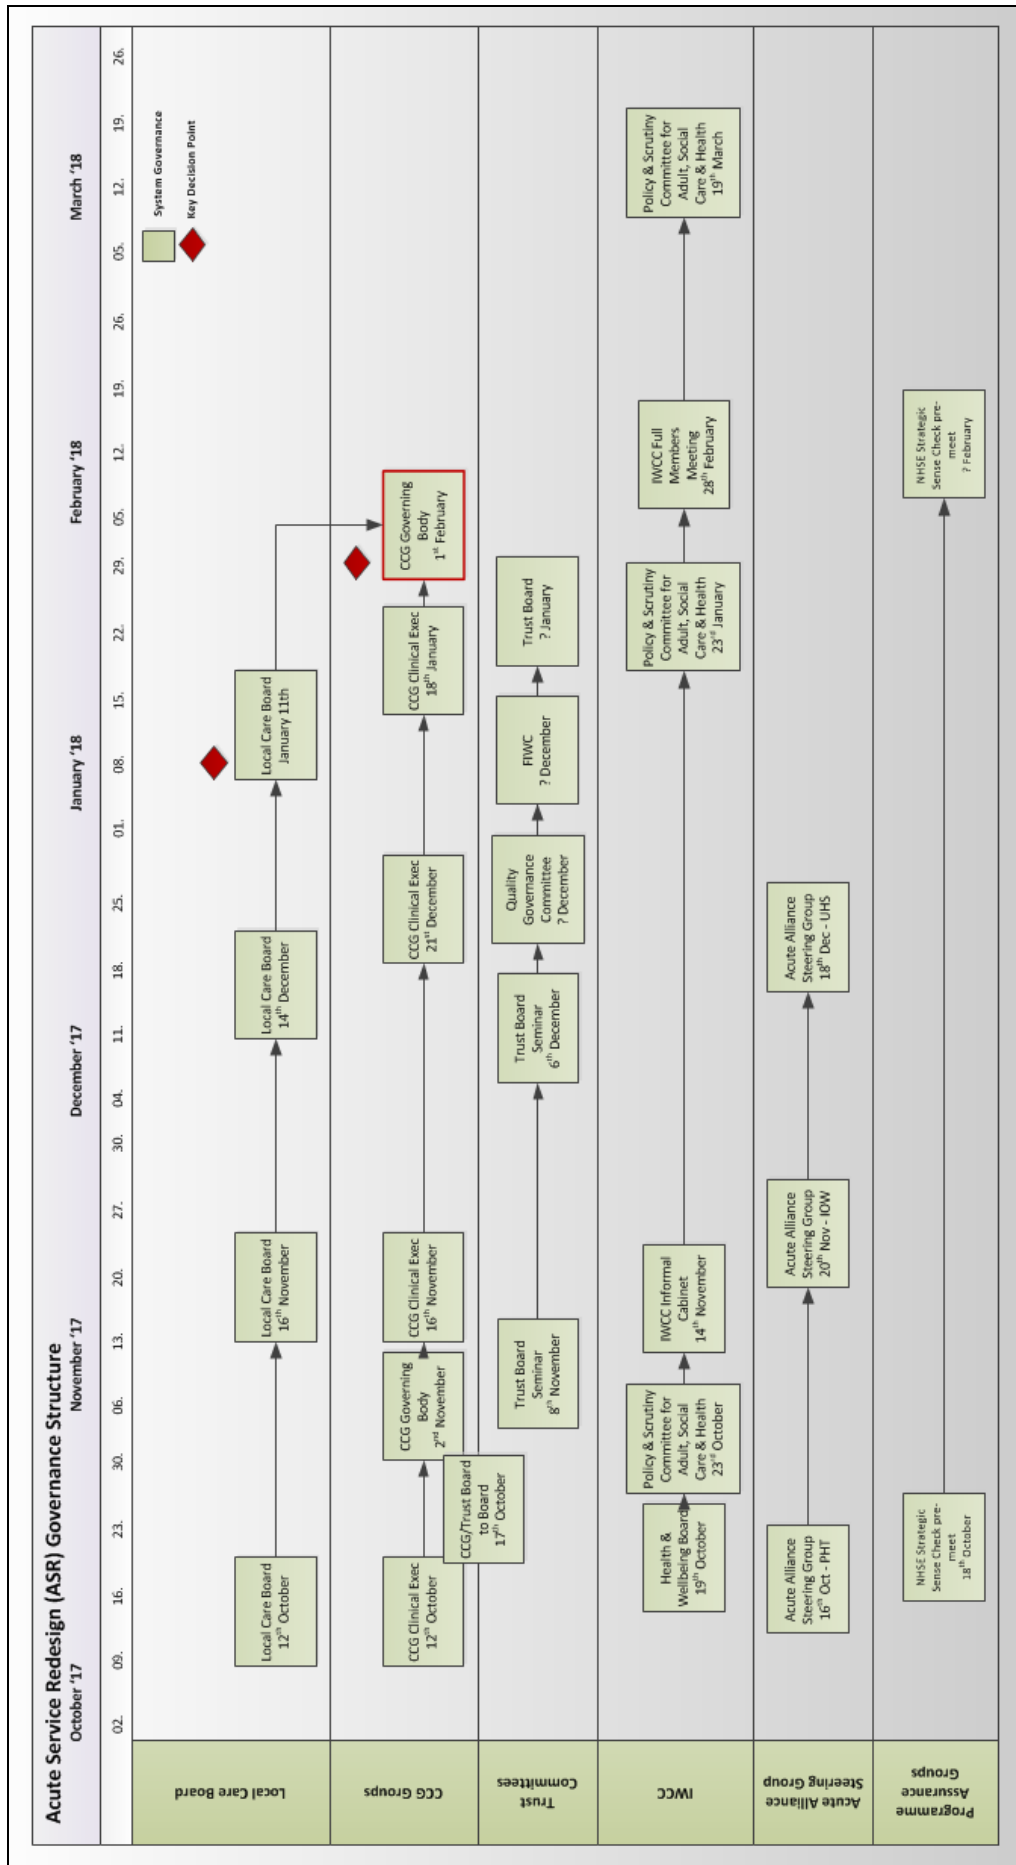 Acute Service Redesign (ASR) Governance Structure
October '17
November '17
December '17
January '18
February '18
March '18
02.
09.
16.
23.
30.
06.
13.
20.
27.
30.
04.
11.
18.
25.
01.
08.
15.
22.
29.
05.
12.
19.
26.
05.
12.
19.
26.
System Governance
Key Decision Point
Local Care Board
Local Care Board
12th October
Local Care Board
16th November
Local Care Board
14th December
Local Care Board
January 11th
CCG Groups
CCG Clinical Exec
12th October
CCG/Trust Board
to Board
17th October
CCG Governing
Body
2nd November
CCG Clinical Exec
16th November
CCG Clinical Exec
21st December
CCG Clinical Exec
18th January
CCG Governing
Body
1st February
Trust
Committees
Trust Board
Seminar
8th November
Trust Board
Seminar
6th December
Quality
Governance
Committee
? December
FIWC
? December
Trust Board
? January
IWCC
Health &
Wellbeing Board
19th October
Policy & Scrutiny
Committee for
Adult, Social
Care & Health
23rd October
IWCC Informal
Cabinet
14th November
Policy & Scrutiny
Committee for
Adult, Social
Care & Health
23rd January
IWCC Full
Members
Meeting
28th February
Policy & Scrutiny
Committee for
Adult, Social
Care & Health
19th March
Acute Alliance
Steering Group
Acute Alliance
Steering Group
16th Oct - PHT
Acute Alliance
Steering Group
20th Nov - IOW
Acute Alliance
Steering Group
18th Dec - UHS
Programme
Assurance
Groups
NHSE Strategic
Sense Check pre-
meet
18th October
NHSE Strategic
Sense Check pre-
meet
? February